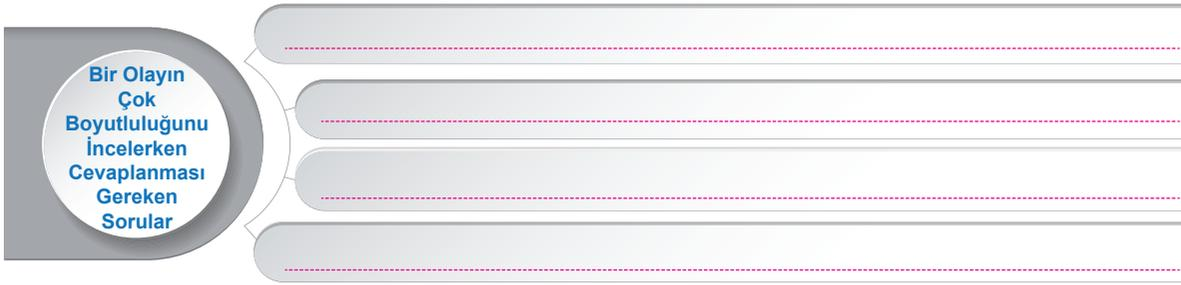 Bir Olayın
Çok
Boyutluluğunu
İncelerken
Cevaplanması
Gereken
Sorular